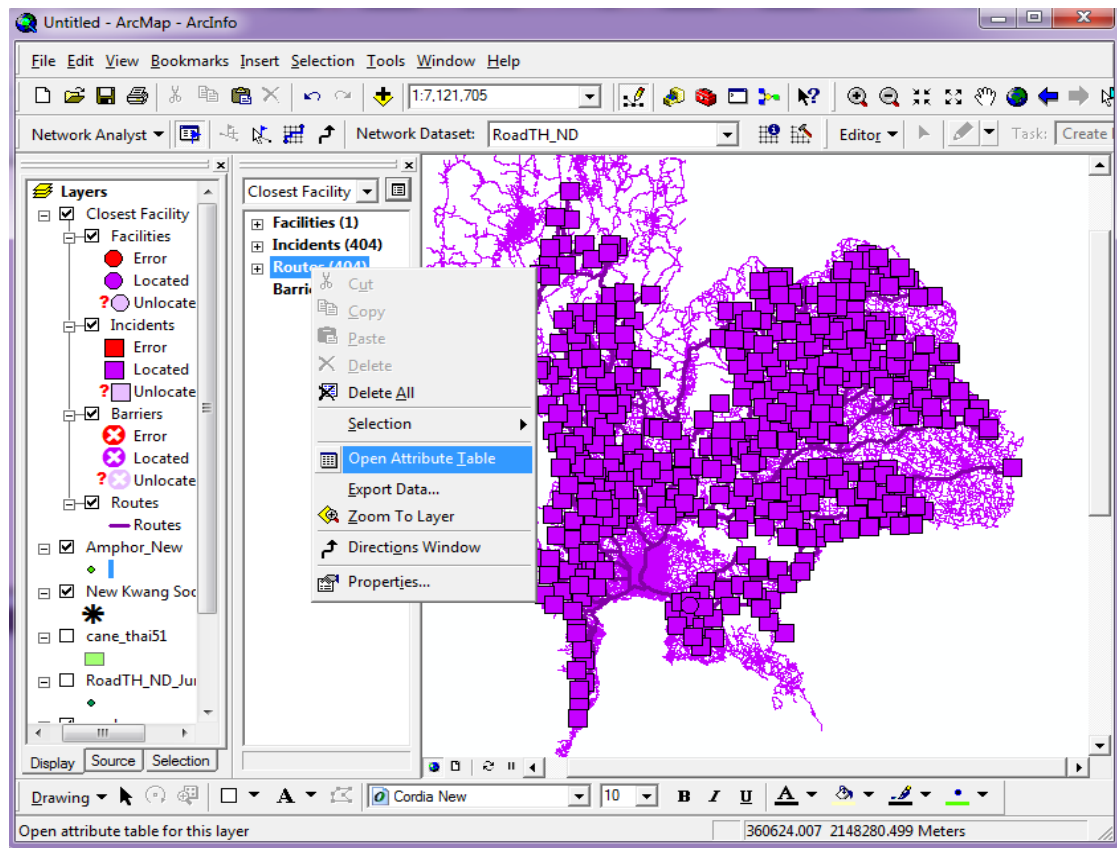 Untitled - ArcMap - ArcInfo
File Edit View Bookmarks Insert Selection Tools Window Help
1:7,121,705
Network Analyst Network Dataset: RoadTH_ND Editor Task: Create
Layers
Closest Facility
Facilities
Error
Located
? Unlocate
Incidents
Error
Located
? Unlocate
Barriers
Error
Located
? Unlocate
Routes
Routes
Amphor_New
New Kwang Soc
cane_thai51
RoadTH_ND_Jui
Display Source Selection
Closest Facility
Facilities (1)
Incidents (404)
Routes (404)
Barri
Cut
Copy
Paste
Delete
Delete All
Selection
Open Attribute Table
Export Data...
Zoom To Layer
Directions Window
Properties...
Drawing A Cordia New 10 B I U A
Open attribute table for this layer 360624.007 2148280.499 Meters